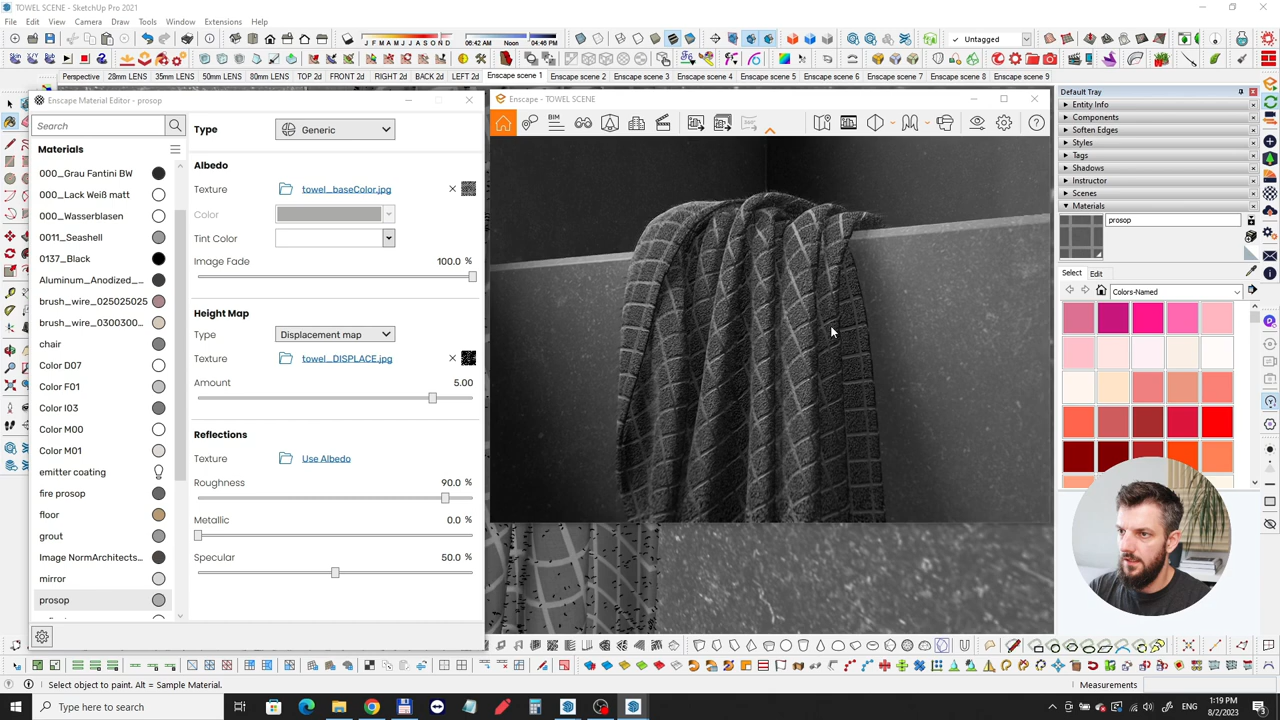 TOWEL SCENE - SketchUp Pro 2021
File Edit View Camera Draw Tools Window Extensions Help
J F M A M J J A S O N D 06:42 AM Noon 04:46 PM Untagged
Perspective 28mm LENS 35mm LENS 50mm LENS 80mm LENS TOP 2d FRONT 2d RIGHT 2d BACK 2d LEFT 2d Enscape scene 1 Enscape scene 2 Enscape scene 3 Enscape scene 4 Enscape scene 5 Enscape scene 6 Enscape scene 7 Enscape scene 8 Enscape scene 9
Enscape Material Editor - prosop
Search
Materials
000_Grau Fantini BW
000_Lack Weiß matt
000_Wasserblasen
0011_Seashell
0137_Black
Aluminum_Anodized_...
brush_wire_025025025
brush_wire_0300300...
chair
Color D07
Color F01
Color I03
Color M00
Color M01
emitter coating
fire prosop
floor
grout
Image NormArchitects...
mirror
prosop
Type Generic
Albedo
Texture towel_baseColor.jpg
Color
Tint Color
Image Fade 100.0 %
Height Map
Type Displacement map
Texture towel_DISPLACE.jpg
Amount 5.00
Reflections
Texture Use Albedo
Roughness 90.0 %
Metallic 0.0 %
Specular 50.0 %
Enscape - TOWEL SCENE
BIM
Default Tray
Entity Info
Components
Soften Edges
Styles
Tags
Shadows
Instructor
Scenes
Materials
prosop
Select Edit
Colors-Named
Select object to paint. Alt = Sample Material.
Measurements
Type here to search
1:19 PM
8/2/2023